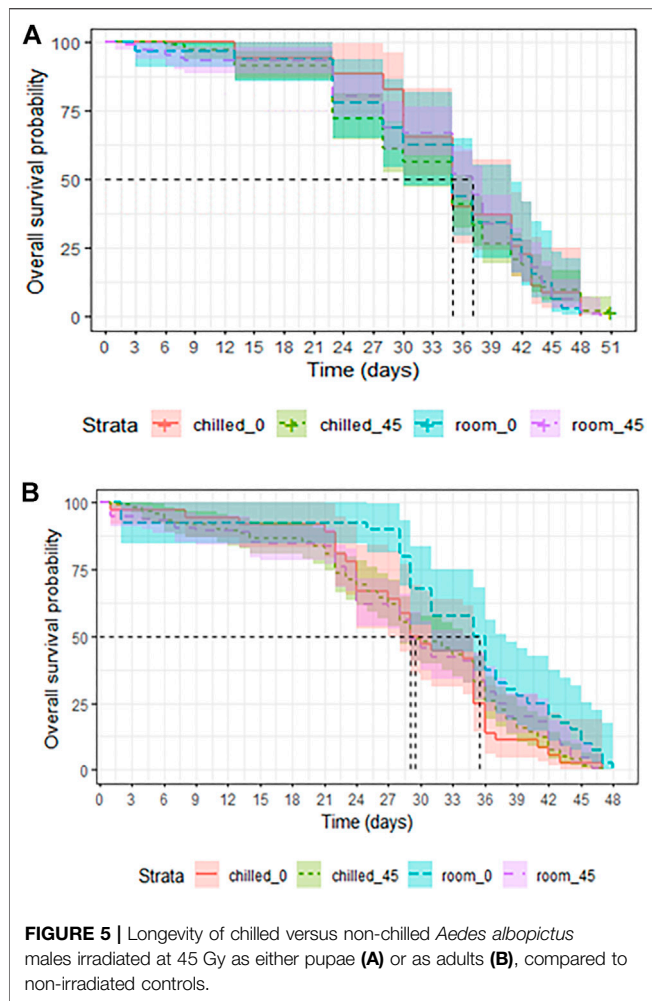 A
Overall survival probability
100
75
50
25
0
0 3 6 9 12 15 18 21 24 27 30 33 36 39 42 45 48 51
Time (days)
Strata chilled_0 chilled_45 room_0 room_45
B
Overall survival probability
100
75
50
25
0
0 3 6 9 12 15 18 21 24 27 30 33 36 39 42 45 48
Time (days)
Strata chilled_0 chilled_45 room_0 room_45
FIGURE 5 | Longevity of chilled versus non-chilled Aedes albopictus
males irradiated at 45 Gy as either pupae (A) or as adults (B), compared to
non-irradiated controls.